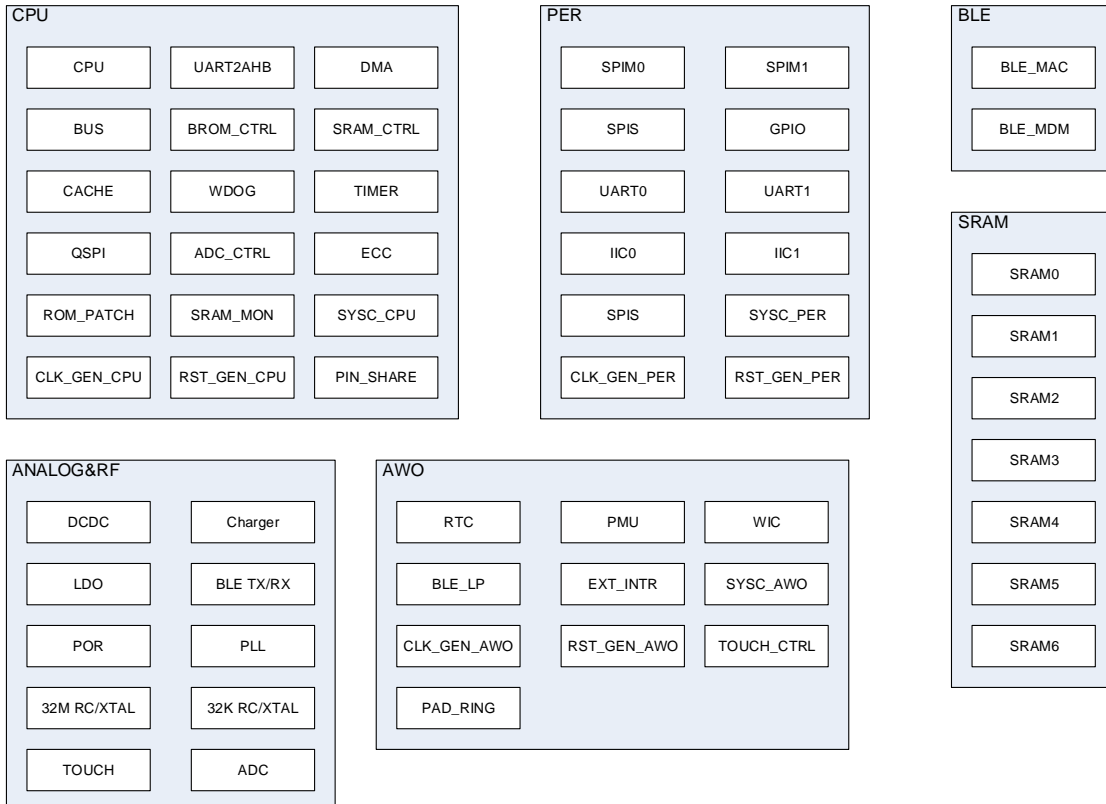 CPU
CPU
UART2AHB
DMA
BUS
BROM_CTRL
SRAM_CTRL
CACHE
WDOG
TIMER
QSPI
ADC_CTRL
ECC
ROM_PATCH
SRAM_MON
SYSC_CPU
CLK_GEN_CPU
RST_GEN_CPU
PIN_SHARE
PER
SPIM0
SPIM1
SPIS
GPIO
UART0
UART1
IIC0
IIC1
SPIS
SYSC_PER
CLK_GEN_PER
RST_GEN_PER
BLE
BLE_MAC
BLE_MDM
SRAM
SRAM0
SRAM1
SRAM2
SRAM3
SRAM4
SRAM5
SRAM6
ANALOG&RF
DCDC
Charger
LDO
BLE TX/RX
POR
PLL
32M RC/XTAL
32K RC/XTAL
TOUCH
ADC
AWO
RTC
PMU
WIC
BLE_LP
EXT_INTR
SYSC_AWO
CLK_GEN_AWO
RST_GEN_AWO
TOUCH_CTRL
PAD_RING